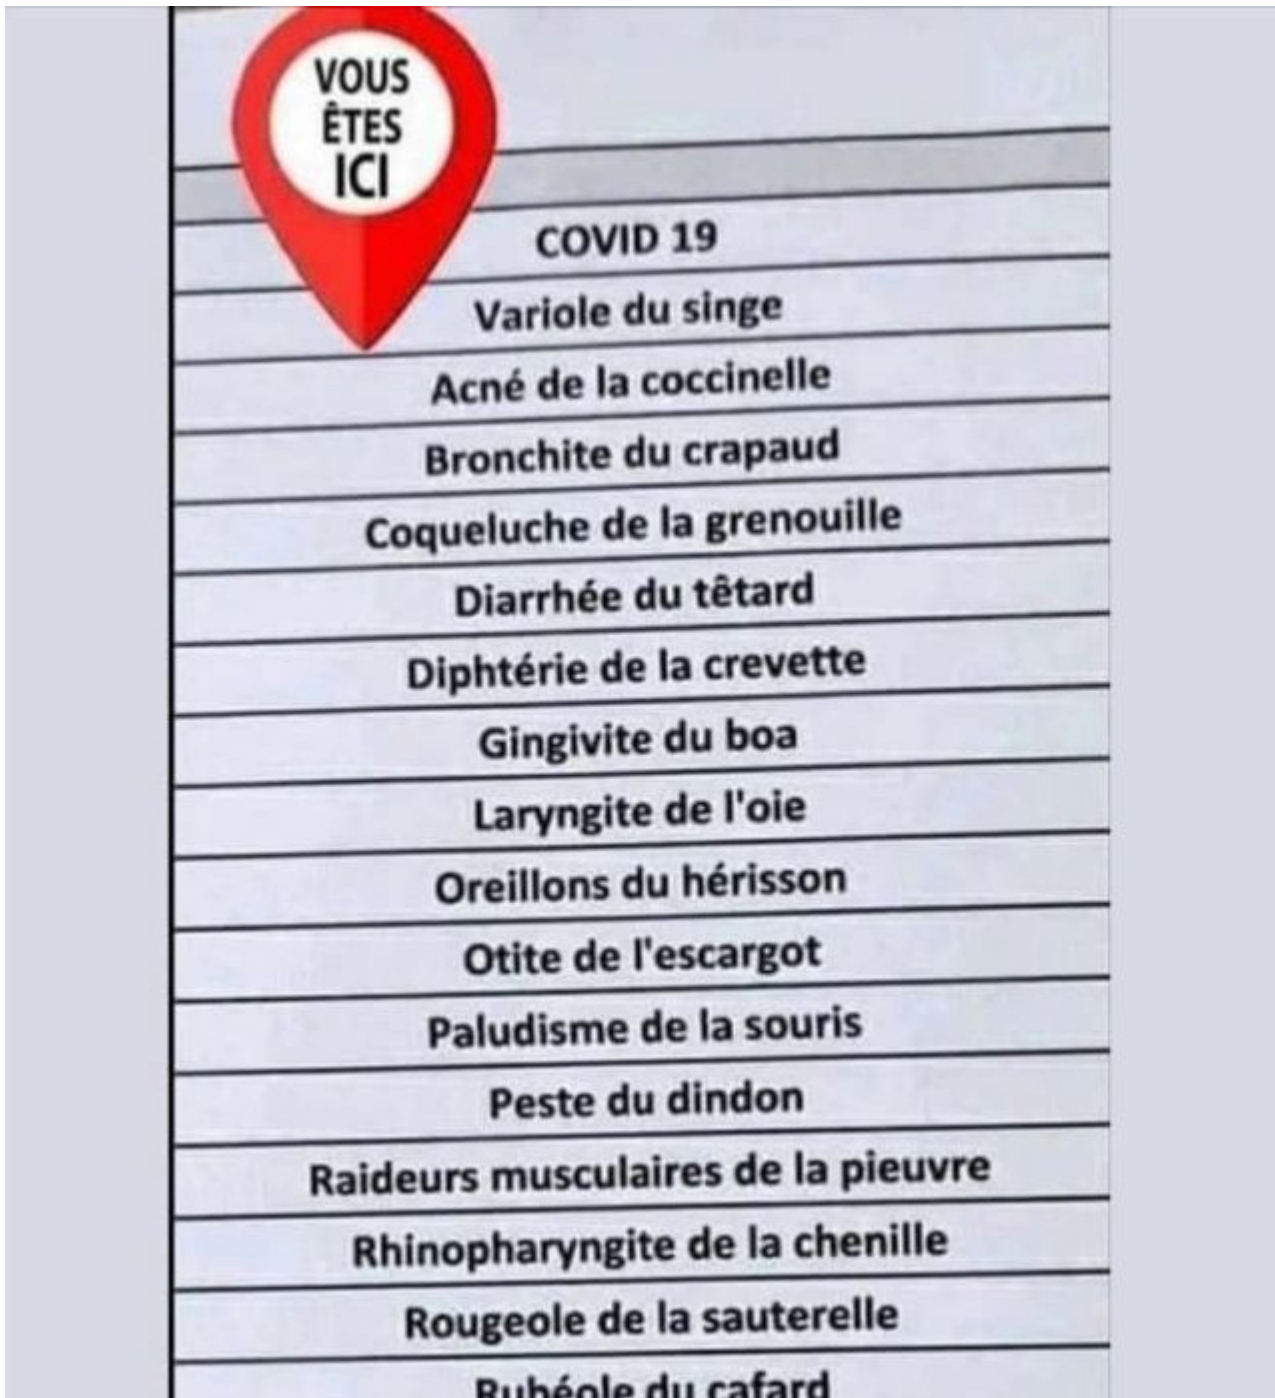 VOUS
ÊTES
ICI
COVID 19
Variole du singe
Acné de la coccinelle
Bronchite du crapaud
Coqueluche de la grenouille
Diarrhée du têtard
Diphtérie de la crevette
Gingivite du boa
Laryngite de l'oie
Oreillons du hérisson
Otite de l'escargot
Paludisme de la souris
Peste du dindon
Raideurs musculaires de la pieuvre
Rhinopharyngite de la chenille
Rougeole de la sauterelle
Rubéole du cafard